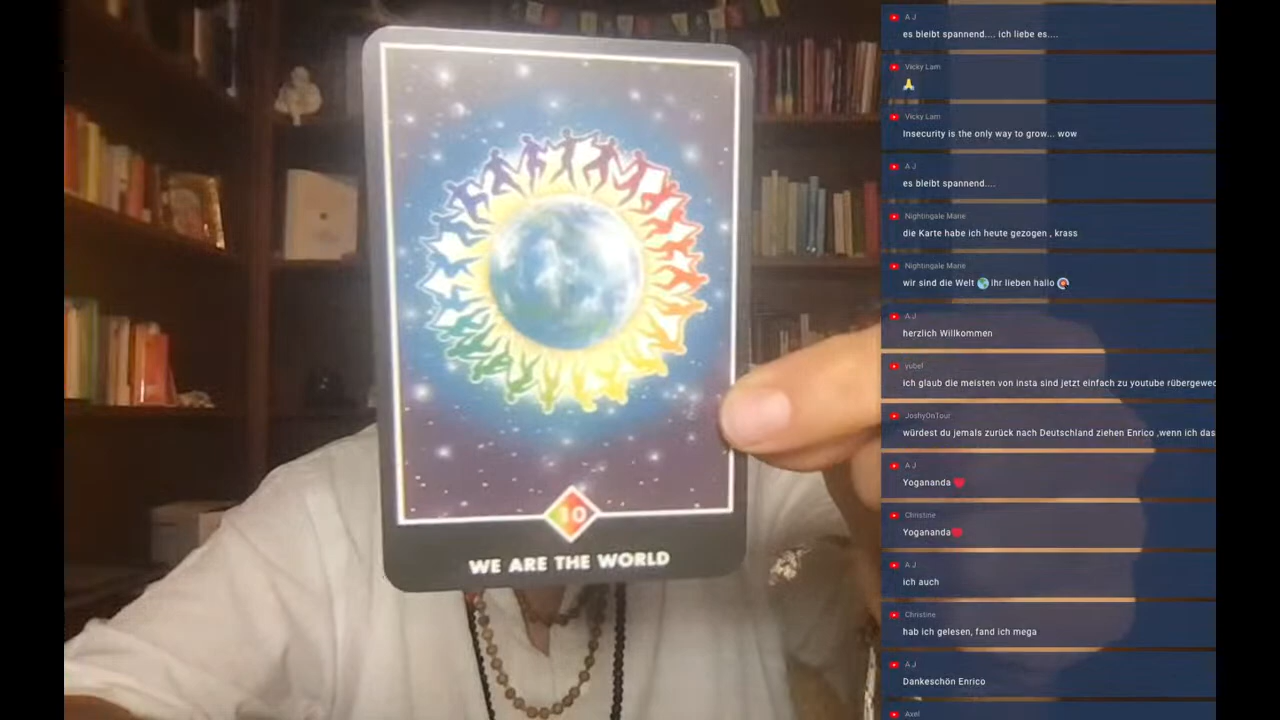 10
WE ARE THE WORLD
A J
es bleibt spannend.... ich liebe es....
Vicky Lam
Vicky Lam
Insecurity is the only way to grow... wow
A J
es bleibt spannend....
Nightingale Marie
die Karte habe ich heute gezogen , krass
Nightingale Marie
wir sind die Welt ihr lieben hallo
A J
herzlich Willkommen
yubel
ich glaub die meisten von insta sind jetzt einfach zu youtube rübergewec
JoshyOnTour
würdest du jemals zurück nach Deutschland ziehen Enrico ,wenn ich das
A J
Yogananda
Christine
Yogananda
A J
ich auch
Christine
hab ich gelesen, fand ich mega
A J
Dankeschön Enrico
Axel